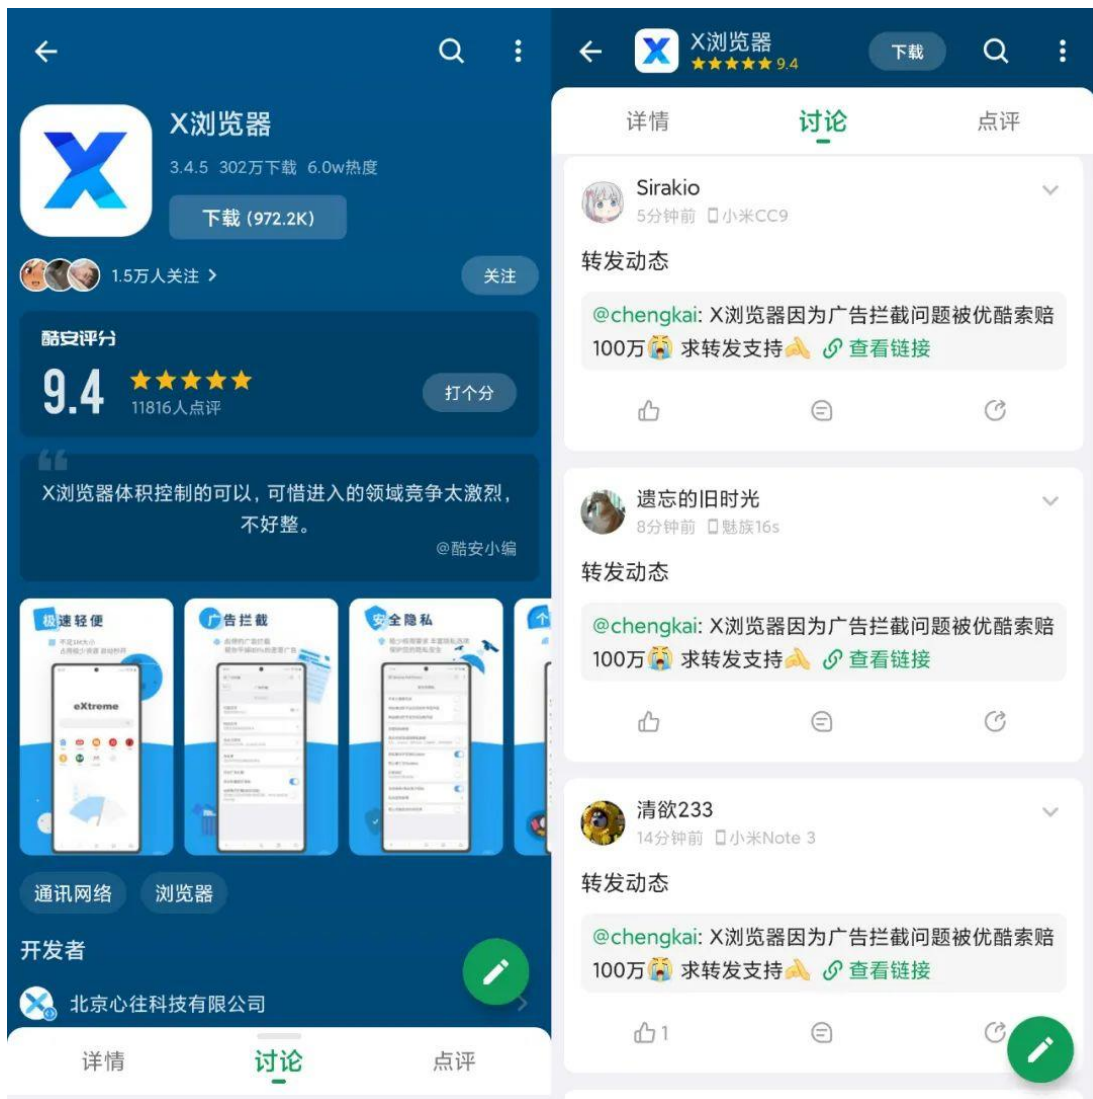 X浏览器
3.4.5 302万下载 6.0w热度
下载 (972.2K)
1.5万人关注
关注
酷安评分
9.4
11816人点评
打个分
X浏览器体积控制的可以，可惜进入的领域竞争太激烈，
不好整。
@酷安小编
极速轻便
不足1M大小
广告拦截
安全隐私
个
eXtreme
通讯网络
浏览器
开发者
北京心往科技有限公司
详情
讨论
点评
X浏览器
9.4
下载
详情
讨论
点评
Sirakio
5分钟前 小米CC9
转发动态
@chengkai: X浏览器因为广告拦截问题被优酷索赔
100万 求转发支持 查看链接
遗忘的旧时光
8分钟前 魅族16s
转发动态
@chengkai: X浏览器因为广告拦截问题被优酷索赔
100万 求转发支持 查看链接
清欲233
14分钟前 小米Note 3
转发动态
@chengkai: X浏览器因为广告拦截问题被优酷索赔
100万 求转发支持 查看链接
1